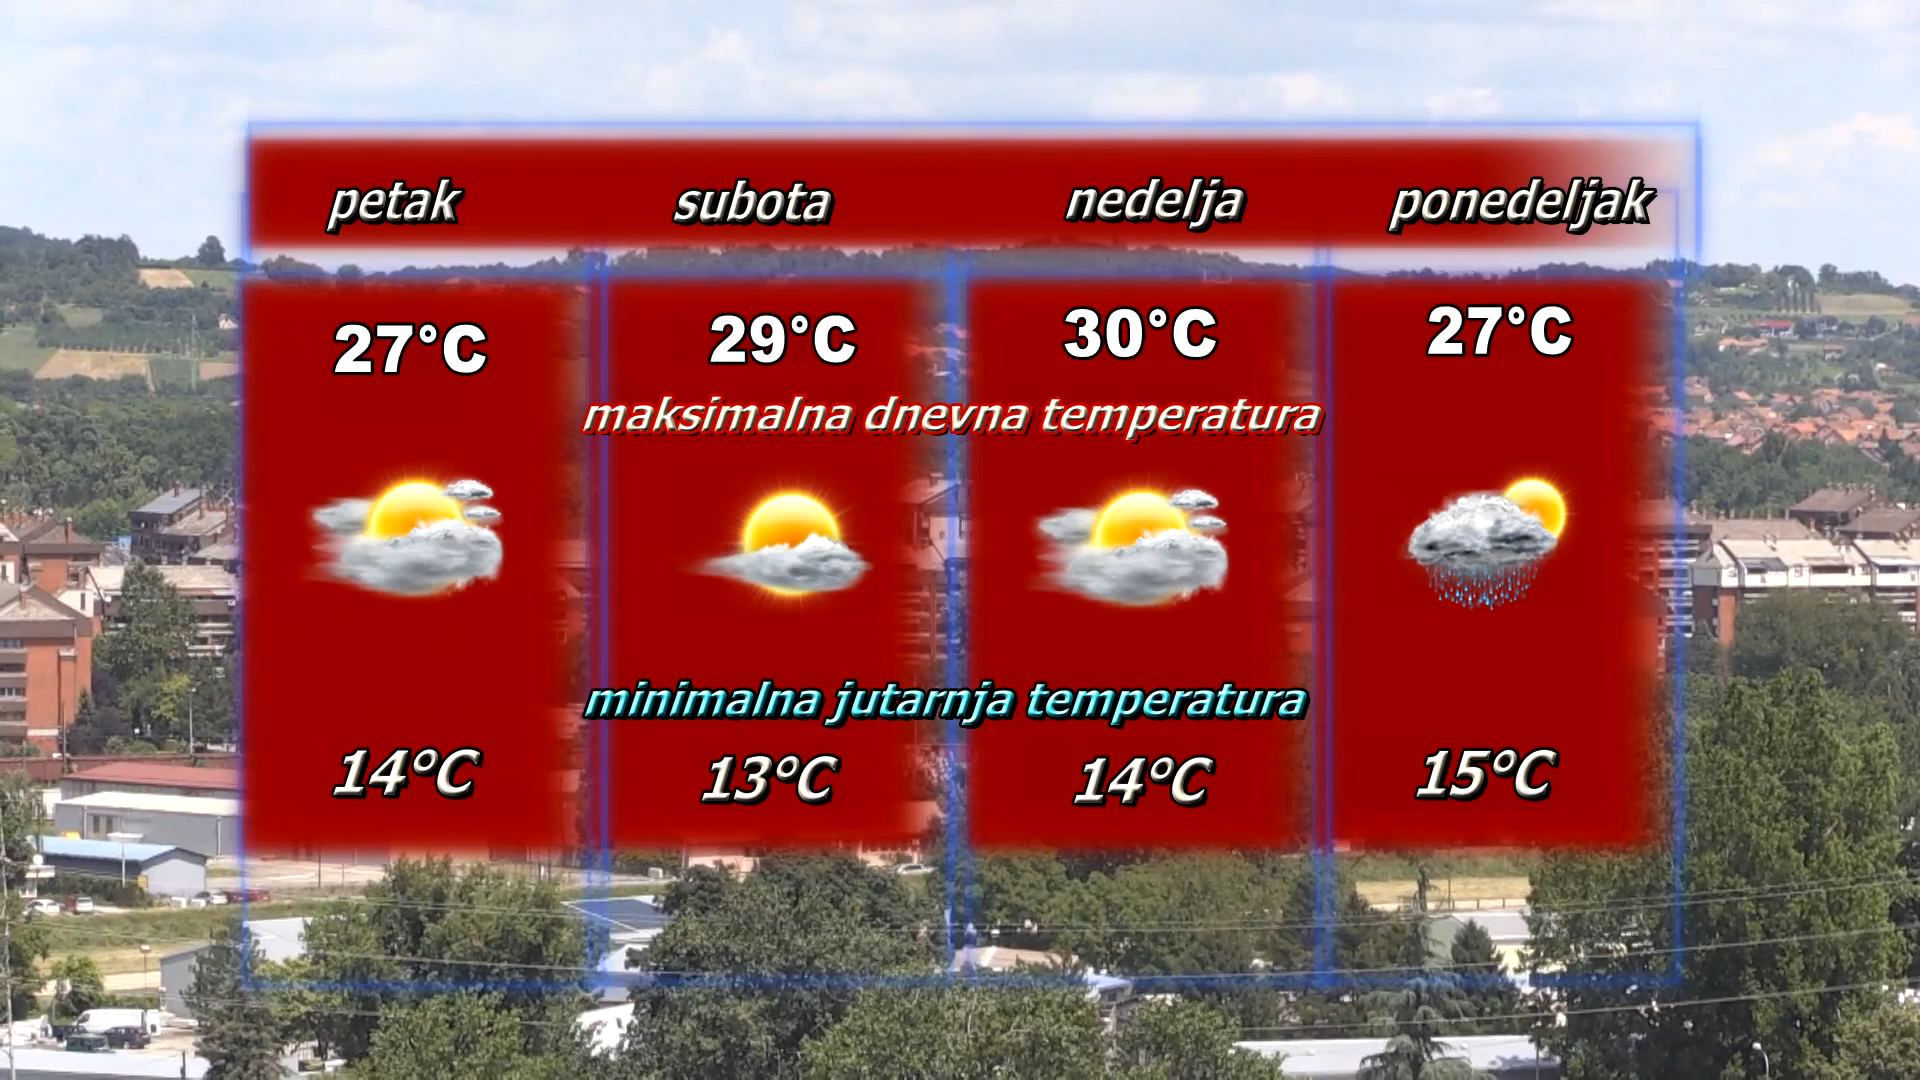 petak subota nedelja ponedeljak
27°C 29°C 30°C 27°C
maksimalna dnevna temperatura
minimalna jutarnja temperatura
14°C 13°C 14°C 15°C